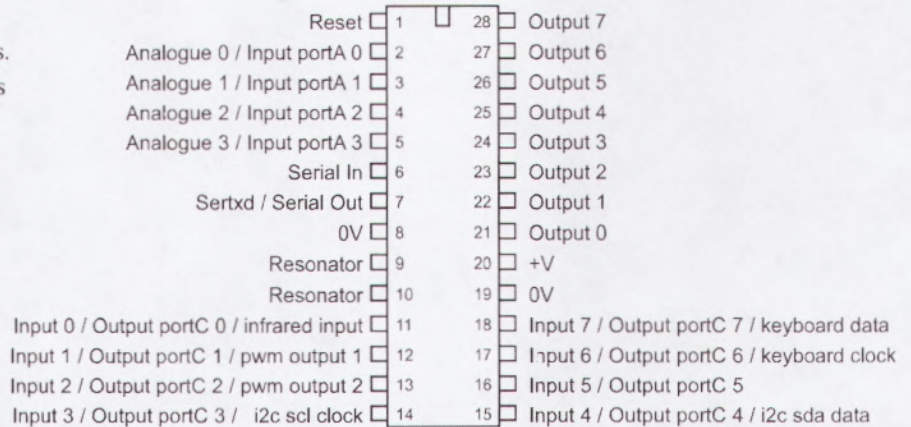 Reset 1 28 Output 7
s. Analogue 0 / Input portA 0 2 27 Output 6
s Analogue 1 / Input portA 1 3 26 Output 5
Analogue 2 / Input portA 2 4 25 Output 4
Analogue 3 / Input portA 3 5 24 Output 3
Serial In 6 23 Output 2
Sertxd / Serial Out 7 22 Output 1
0V 8 21 Output 0
Resonator 9 20 +V
Resonator 10 19 0V
Input 0 / Output portC 0 / infrared input 11 18 Input 7 / Output portC 7 / keyboard data
Input 1 / Output portC 1 / pwm output 1 12 17 Input 6 / Output portC 6 / keyboard clock
Input 2 / Output portC 2 / pwm output 2 13 16 Input 5 / Output portC 5
Input 3 / Output portC 3 / i2c scl clock 14 15 Input 4 / Output portC 4 / i2c sda data